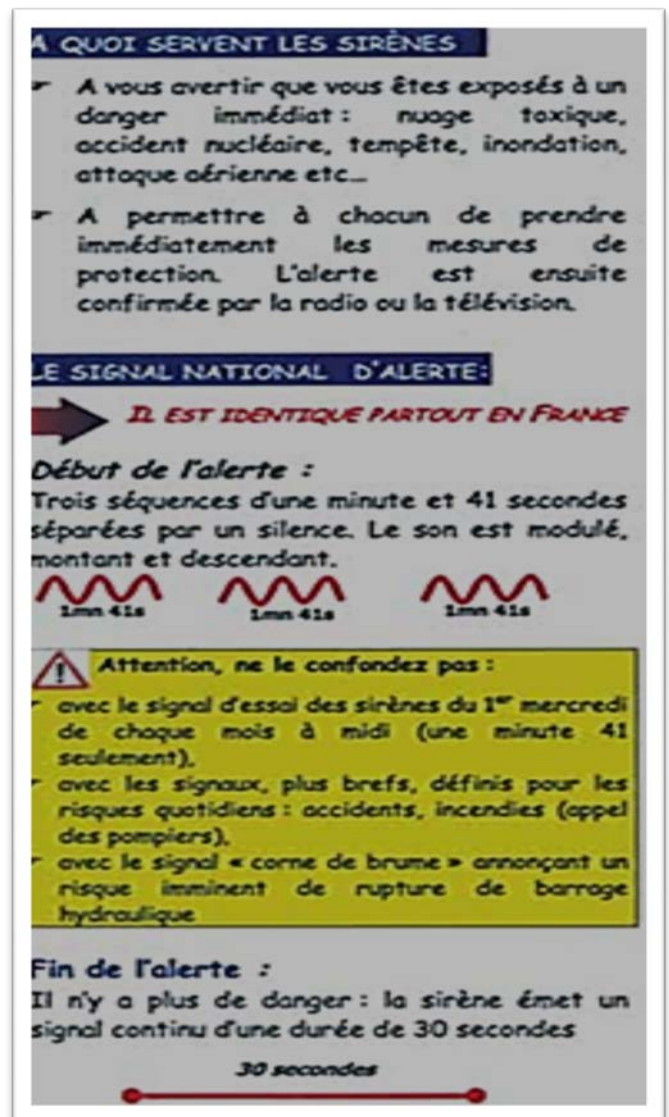 A QUOI SERVENT LES SIRÈNES
A vous avertir que vous êtes exposés à un
danger immédiat : nuage toxique,
accident nucléaire, tempête, inondation,
attaque aérienne etc...
A permettre à chacun de prendre
immédiatement les mesures de
protection. L'alerte est ensuite
confirmée par la radio ou la télévision.
LE SIGNAL NATIONAL D'ALERTE:
IL EST IDENTIQUE PARTOUT EN FRANCE
Début de l'alerte :
Trois séquences d'une minute et 41 secondes
séparées par un silence. Le son est modulé,
montant et descendant.
1mn 41s 1mn 41s 1mn 41s
Attention, ne le confondez pas :
avec le signal d'essai des sirènes du 1er mercredi
de chaque mois à midi (une minute 41
seulement),
avec les signaux, plus brefs, définis pour les
risques quotidiens : accidents, incendies (appel
des pompiers),
avec le signal « corne de brume » annonçant un
risque imminent de rupture de barrage
hydraulique
Fin de l'alerte :
Il n'y a plus de danger : la sirène émet un
signal continu d'une durée de 30 secondes
30 secondes